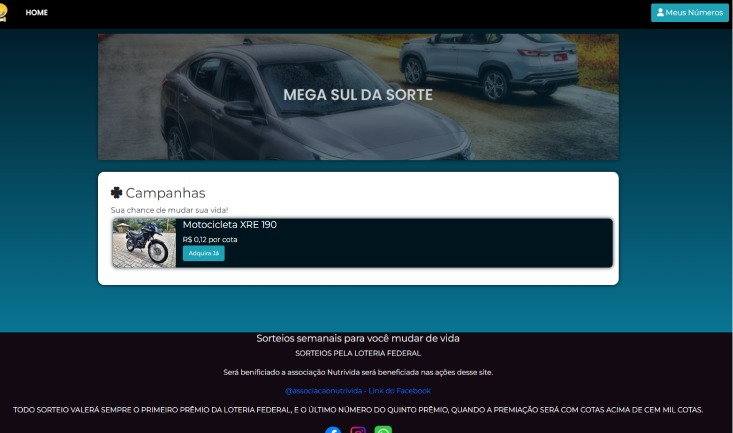 HOME
Meus Números
MEGA SUL DA SORTE
Campanhas
Sua chance de mudar sua vida!
Motocicleta XRE 190
R$ 0,12 por cota
Adquira Já
Sorteios semanais para você mudar de vida
SORTEIOS PELA LOTERIA FEDERAL
Será benificiado a associação Nutrivida será beneficiada nas ações desse site.
@associacaonutrivida - Link do Facebook
TODO SORTEIO VALERÁ SEMPRE O PRIMEIRO PRÊMIO DA LOTERIA FEDERAL, E O ÚLTIMO NÚMERO DO QUINTO PRÊMIO, QUANDO A PREMIAÇÃO SERÁ COM COTAS ACIMA DE CEM MIL COTAS.